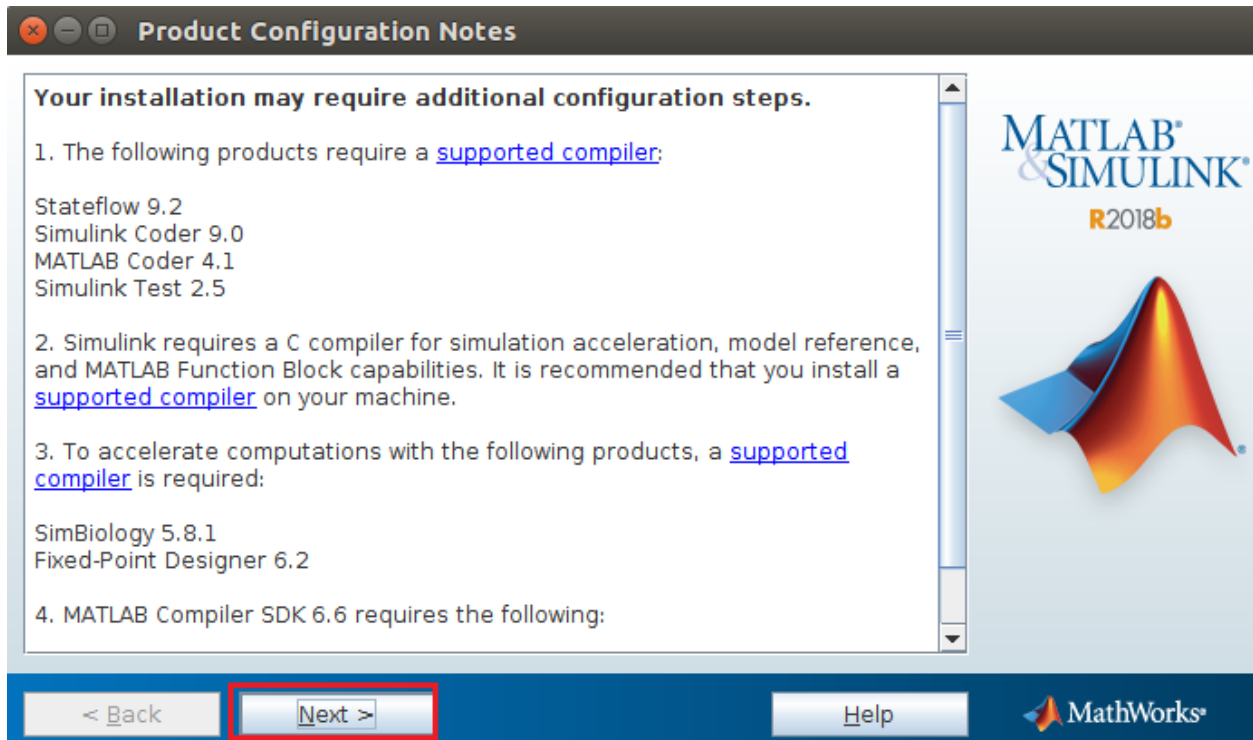 Product Configuration Notes
Your installation may require additional configuration steps.
1. The following products require a supported compiler:
Stateflow 9.2
Simulink Coder 9.0
MATLAB Coder 4.1
Simulink Test 2.5
2. Simulink requires a C compiler for simulation acceleration, model reference,
and MATLAB Function Block capabilities. It is recommended that you install a
supported compiler on your machine.
3. To accelerate computations with the following products, a supported
compiler is required:
SimBiology 5.8.1
Fixed-Point Designer 6.2
4. MATLAB Compiler SDK 6.6 requires the following:
MATLAB®
&SIMULINK®
R2018b
< Back
Next >
Help
MathWorks®